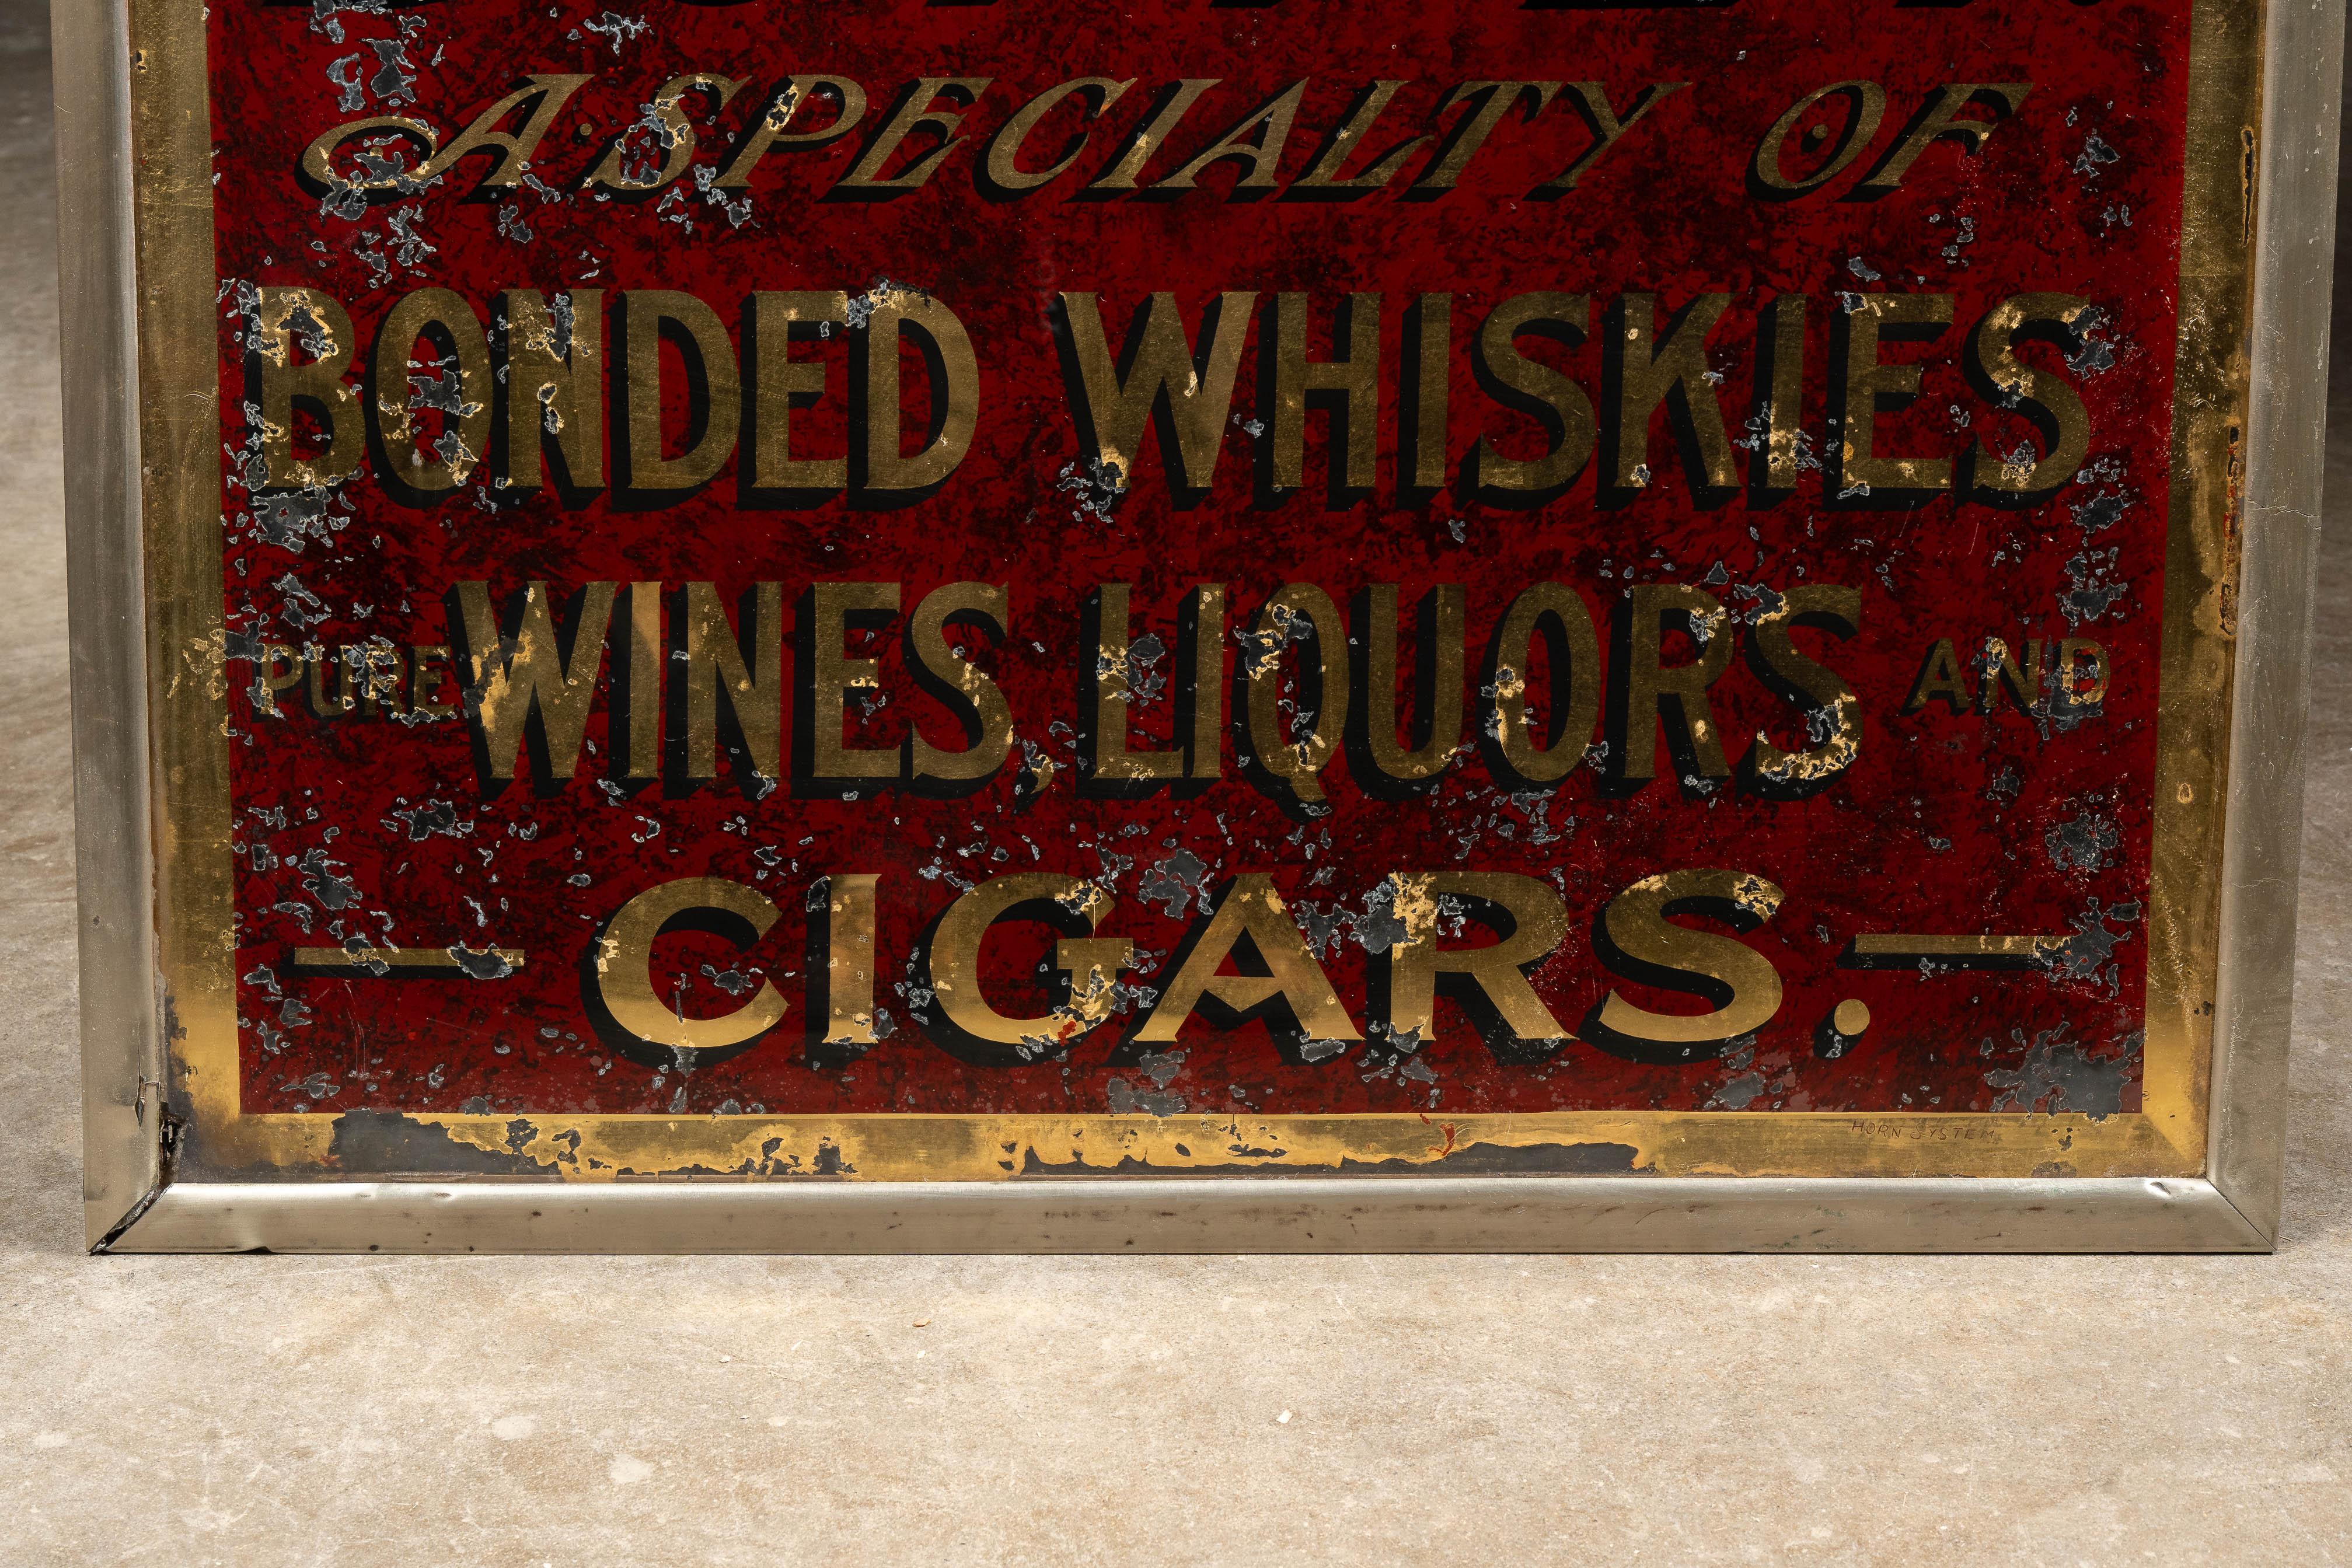 A SPECIALTY OF
BONDED WHISKIES
PURE WINES, LIQUORS AND
— CIGARS. —
HORN SYSTEM